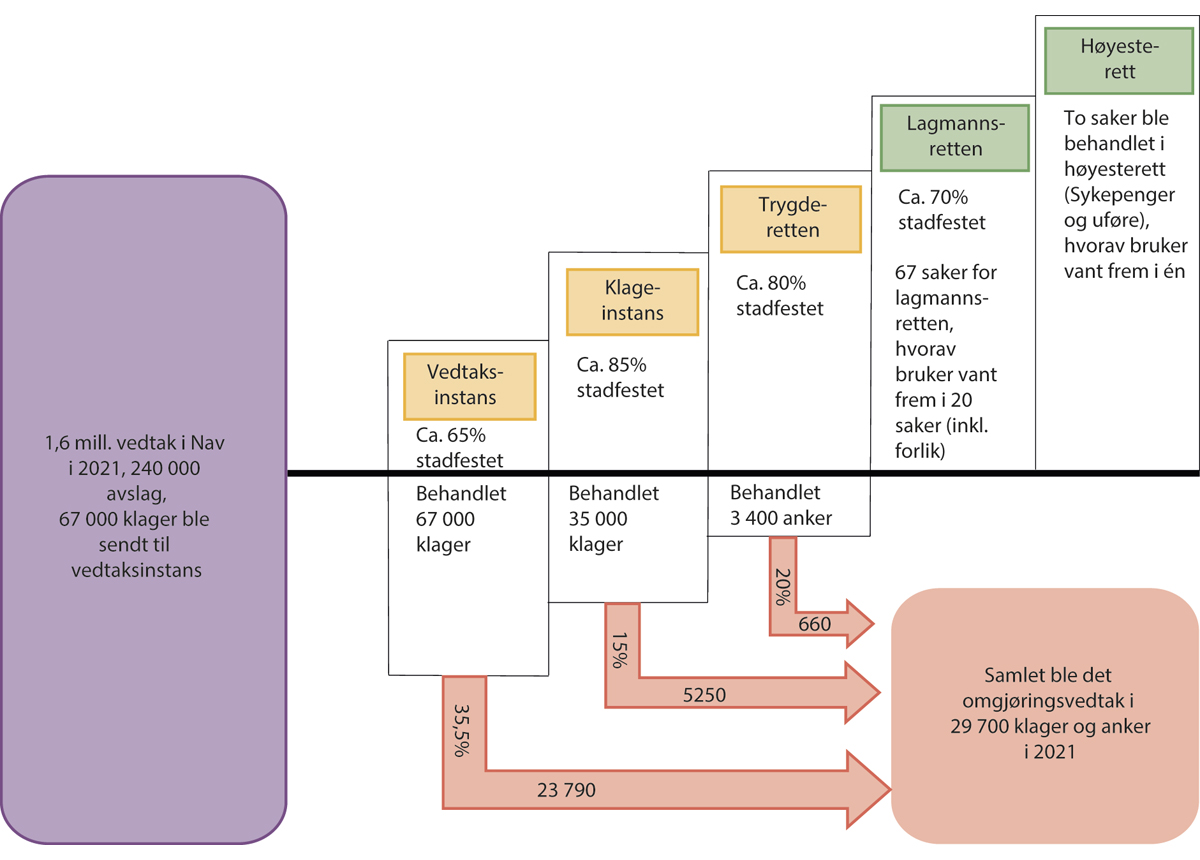 1,6 mill. vedtak i Nav
i 2021, 240 000
avslag,
67 000 klager ble
sendt til
vedtaksinstans
Vedtaks-
instans
Ca. 65%
stadfestet
Behandlet
67 000
klager
35,5%
23 790
Klage-
instans
Ca. 85%
stadfestet
Behandlet
35 000
klager
15%
5250
Trygde-
retten
Ca. 80%
stadfestet
Behandlet
3 400 anker
20%
660
Lagmanns-
retten
Ca. 70%
stadfestet
67 saker for
lagmanns-
retten,
hvorav
bruker vant
frem i 20
saker (inkl.
forlik)
Høyeste-
rett
To saker ble
behandlet i
høyesterett
(Sykepenger
og uføre),
hvorav bruker
vant frem i én
Samlet ble det
omgjøringsvedtak i
29 700 klager og anker
i 2021